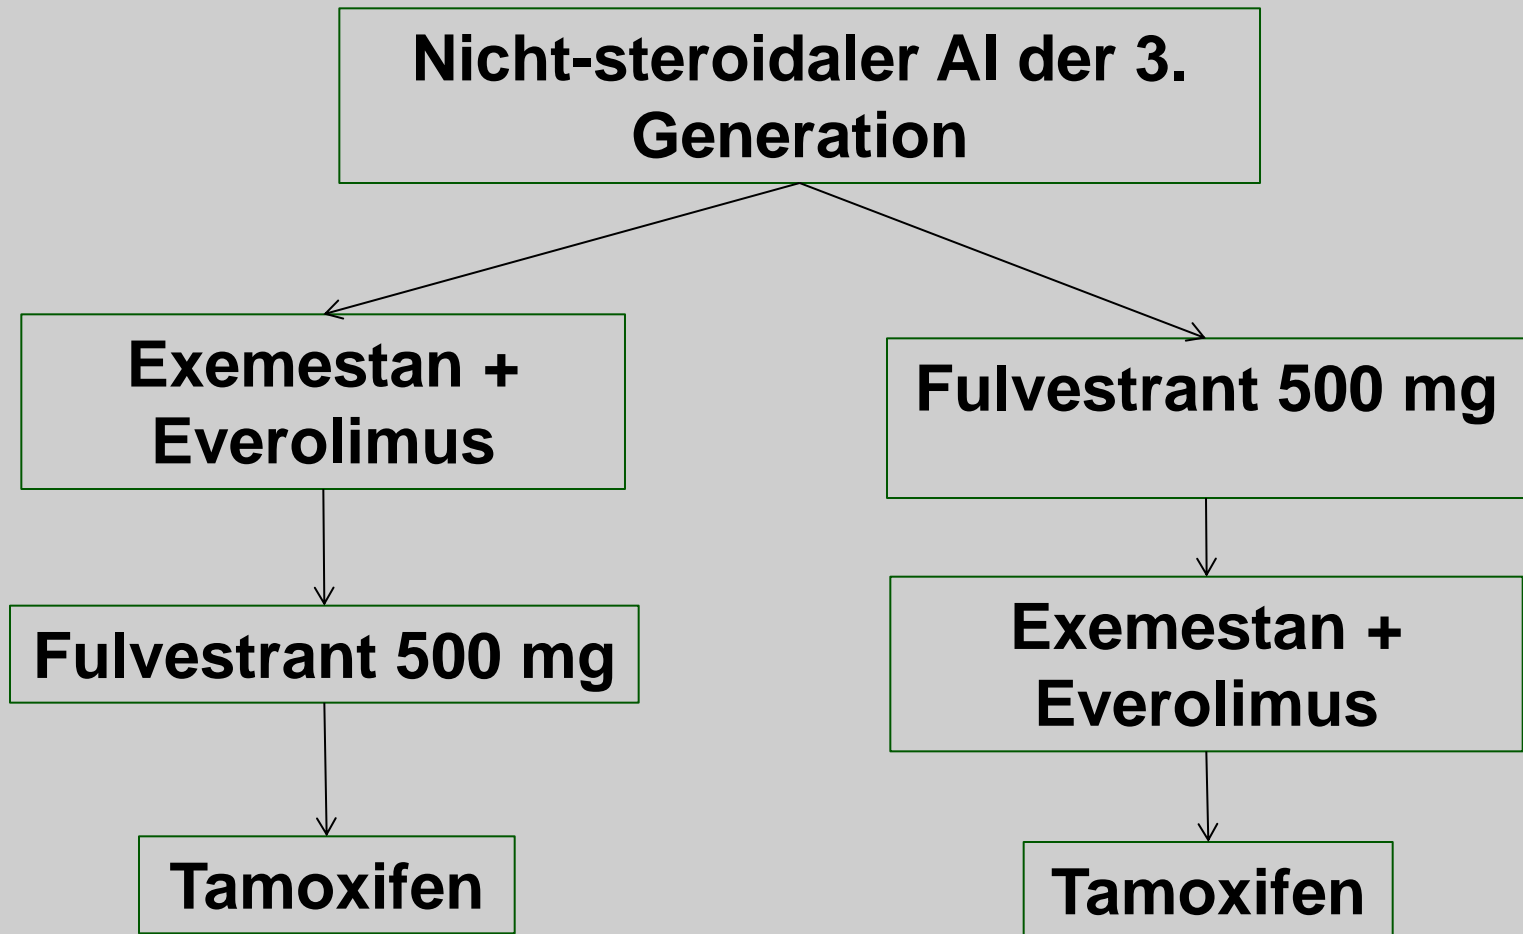 Nicht-steroidaler AI der 3.
Generation
Exemestan +
Everolimus
Fulvestrant 500 mg
Fulvestrant 500 mg
Exemestan +
Everolimus
Tamoxifen
Tamoxifen